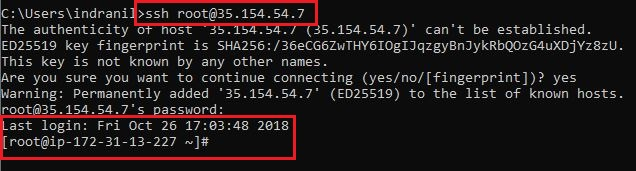 C:\Users\indranil>ssh root@35.154.54.7
The authenticity of host '35.154.54.7 (35.154.54.7)' can't be established.
ED25519 key fingerprint is SHA256:/36eCG6ZwTHY6IOgIJqzgyBnJykRbQOzG4uXDjYz8zU.
This key is not known by any other names.
Are you sure you want to continue connecting (yes/no/[fingerprint])? yes
Warning: Permanently added '35.154.54.7' (ED25519) to the list of known hosts.
root@35.154.54.7's password:
Last login: Fri Oct 26 17:03:48 2018
[root@ip-172-31-13-227 ~]#